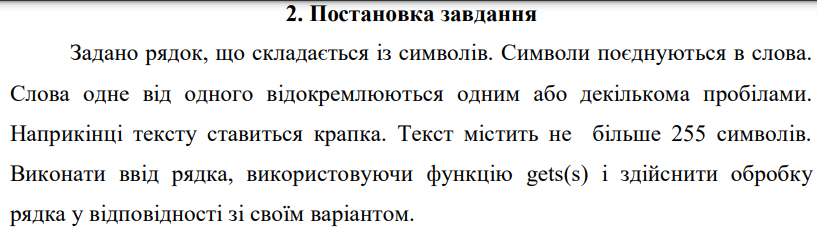 2. Постановка завдання
Задано рядок, що складається із символів. Символи поєднуються в слова.
Слова одне від одного відокремлюються одним або декількома пробілами.
Наприкінці тексту ставиться крапка. Текст містить не більше 255 символів.
Виконати ввід рядка, використовуючи функцію gets(s) і здійснити обробку
рядка у відповідності зі своїм варіантом.